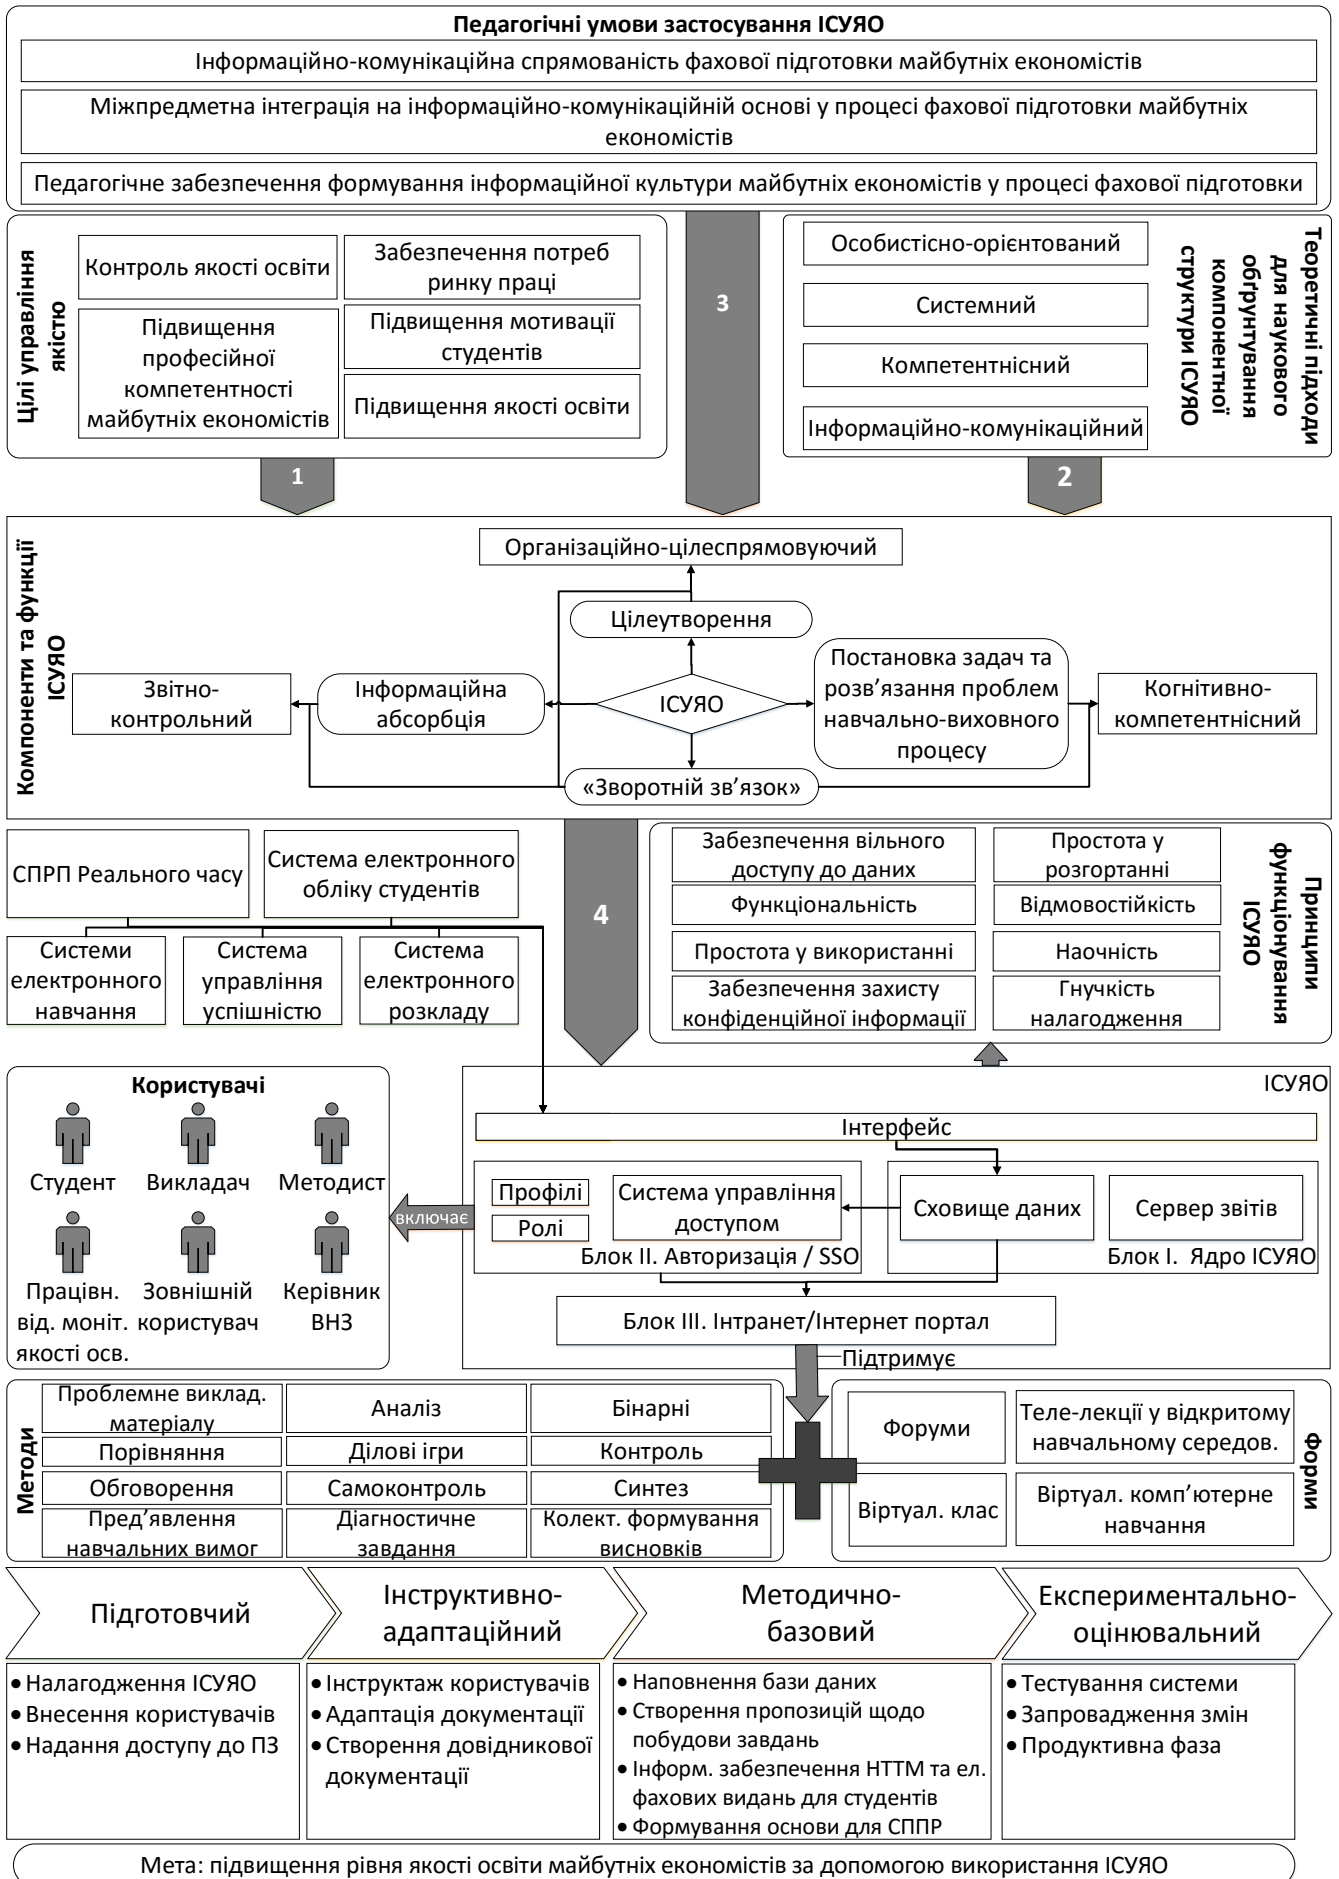 Педагогічні умови застосування ІСУЯО
Інформаційно-комунікаційна спрямованість фахової підготовки майбутніх економістів
Міжпредметна інтеграція на інформаційно-комунікаційній основі у процесі фахової підготовки майбутніх
економістів
Педагогічне забезпечення формування інформаційної культури майбутніх економістів у процесі фахової підготовки
Цілі управління
якістю
Контроль якості освіти
Забезпечення потреб
ринку праці
Підвищення
професійної
компетентності
майбутніх економістів
Підвищення мотивації
студентів
Підвищення якості освіти
3
Особистісно-орієнтований
Системний
Компетентнісний
Інформаційно-комунікаційний
Теоретичні підходи
для наукового
обґрунтування
компонентної
структури ІСУЯО
1
2
Компоненти та функції
ІСУЯО
Організаційно-цілеспрямовуючий
Цілеутворення
Звітно-
контрольний
Інформаційна
абсорбція
ІСУЯО
Постановка задач та
розв’язання проблем
навчально-виховного
процесу
Когнітивно-
компетентнісний
«Зворотній зв’язок»
СПРП Реального часу
Система електронного
обліку студентів
Системи
електронного
навчання
Система
управління
успішністю
Система
електронного
розкладу
4
Забезпечення вільного
доступу до даних
Простота у
розгортанні
Функціональність
Відмовостійкість
Простота у використанні
Наочність
Забезпечення захисту
конфіденційної інформації
Гнучкість
налагодження
Принципи
функціонування
ІСУЯО
Користувачі
Студент
Викладач
Методист
Працівн.
від. моніт.
якості осв.
Зовнішній
користувач
Керівник
ВНЗ
включає
ІСУЯО
Інтерфейс
Профілі
Ролі
Система управління
доступом
Блок II. Авторизація / SSO
Сховище даних
Сервер звітів
Блок I. Ядро ІСУЯО
Блок III. Інтранет/Інтернет портал
Підтримує
Методи
Проблемне виклад.
матеріалу
Аналіз
Бінарні
Порівняння
Ділові ігри
Контроль
Обговорення
Самоконтроль
Синтез
Пред’явлення
навчальних вимог
Діагностичне
завдання
Колект. формування
висновків
Форуми
Теле-лекції у відкритому
навчальному середов.
Віртуал. клас
Віртуал. комп’ютерне
навчання
Форми
Підготовчий
Інструктивно-
адаптаційний
Методично-
базовий
Експериментально-
оцінювальний
• Налагодження ІСУЯО
• Внесення користувачів
• Надання доступу до ПЗ
• Інструктаж користувачів
• Адаптація документації
• Створення довідникової
документації
• Наповнення бази даних
• Створення пропозицій щодо
побудови завдань
• Інформ. забезпечення НТТМ та ел.
фахових видань для студентів
• Формування основи для СППР
• Тестування системи
• Запровадження змін
• Продуктивна фаза
Мета: підвищення рівня якості освіти майбутніх економістів за допомогою використання ІСУЯО